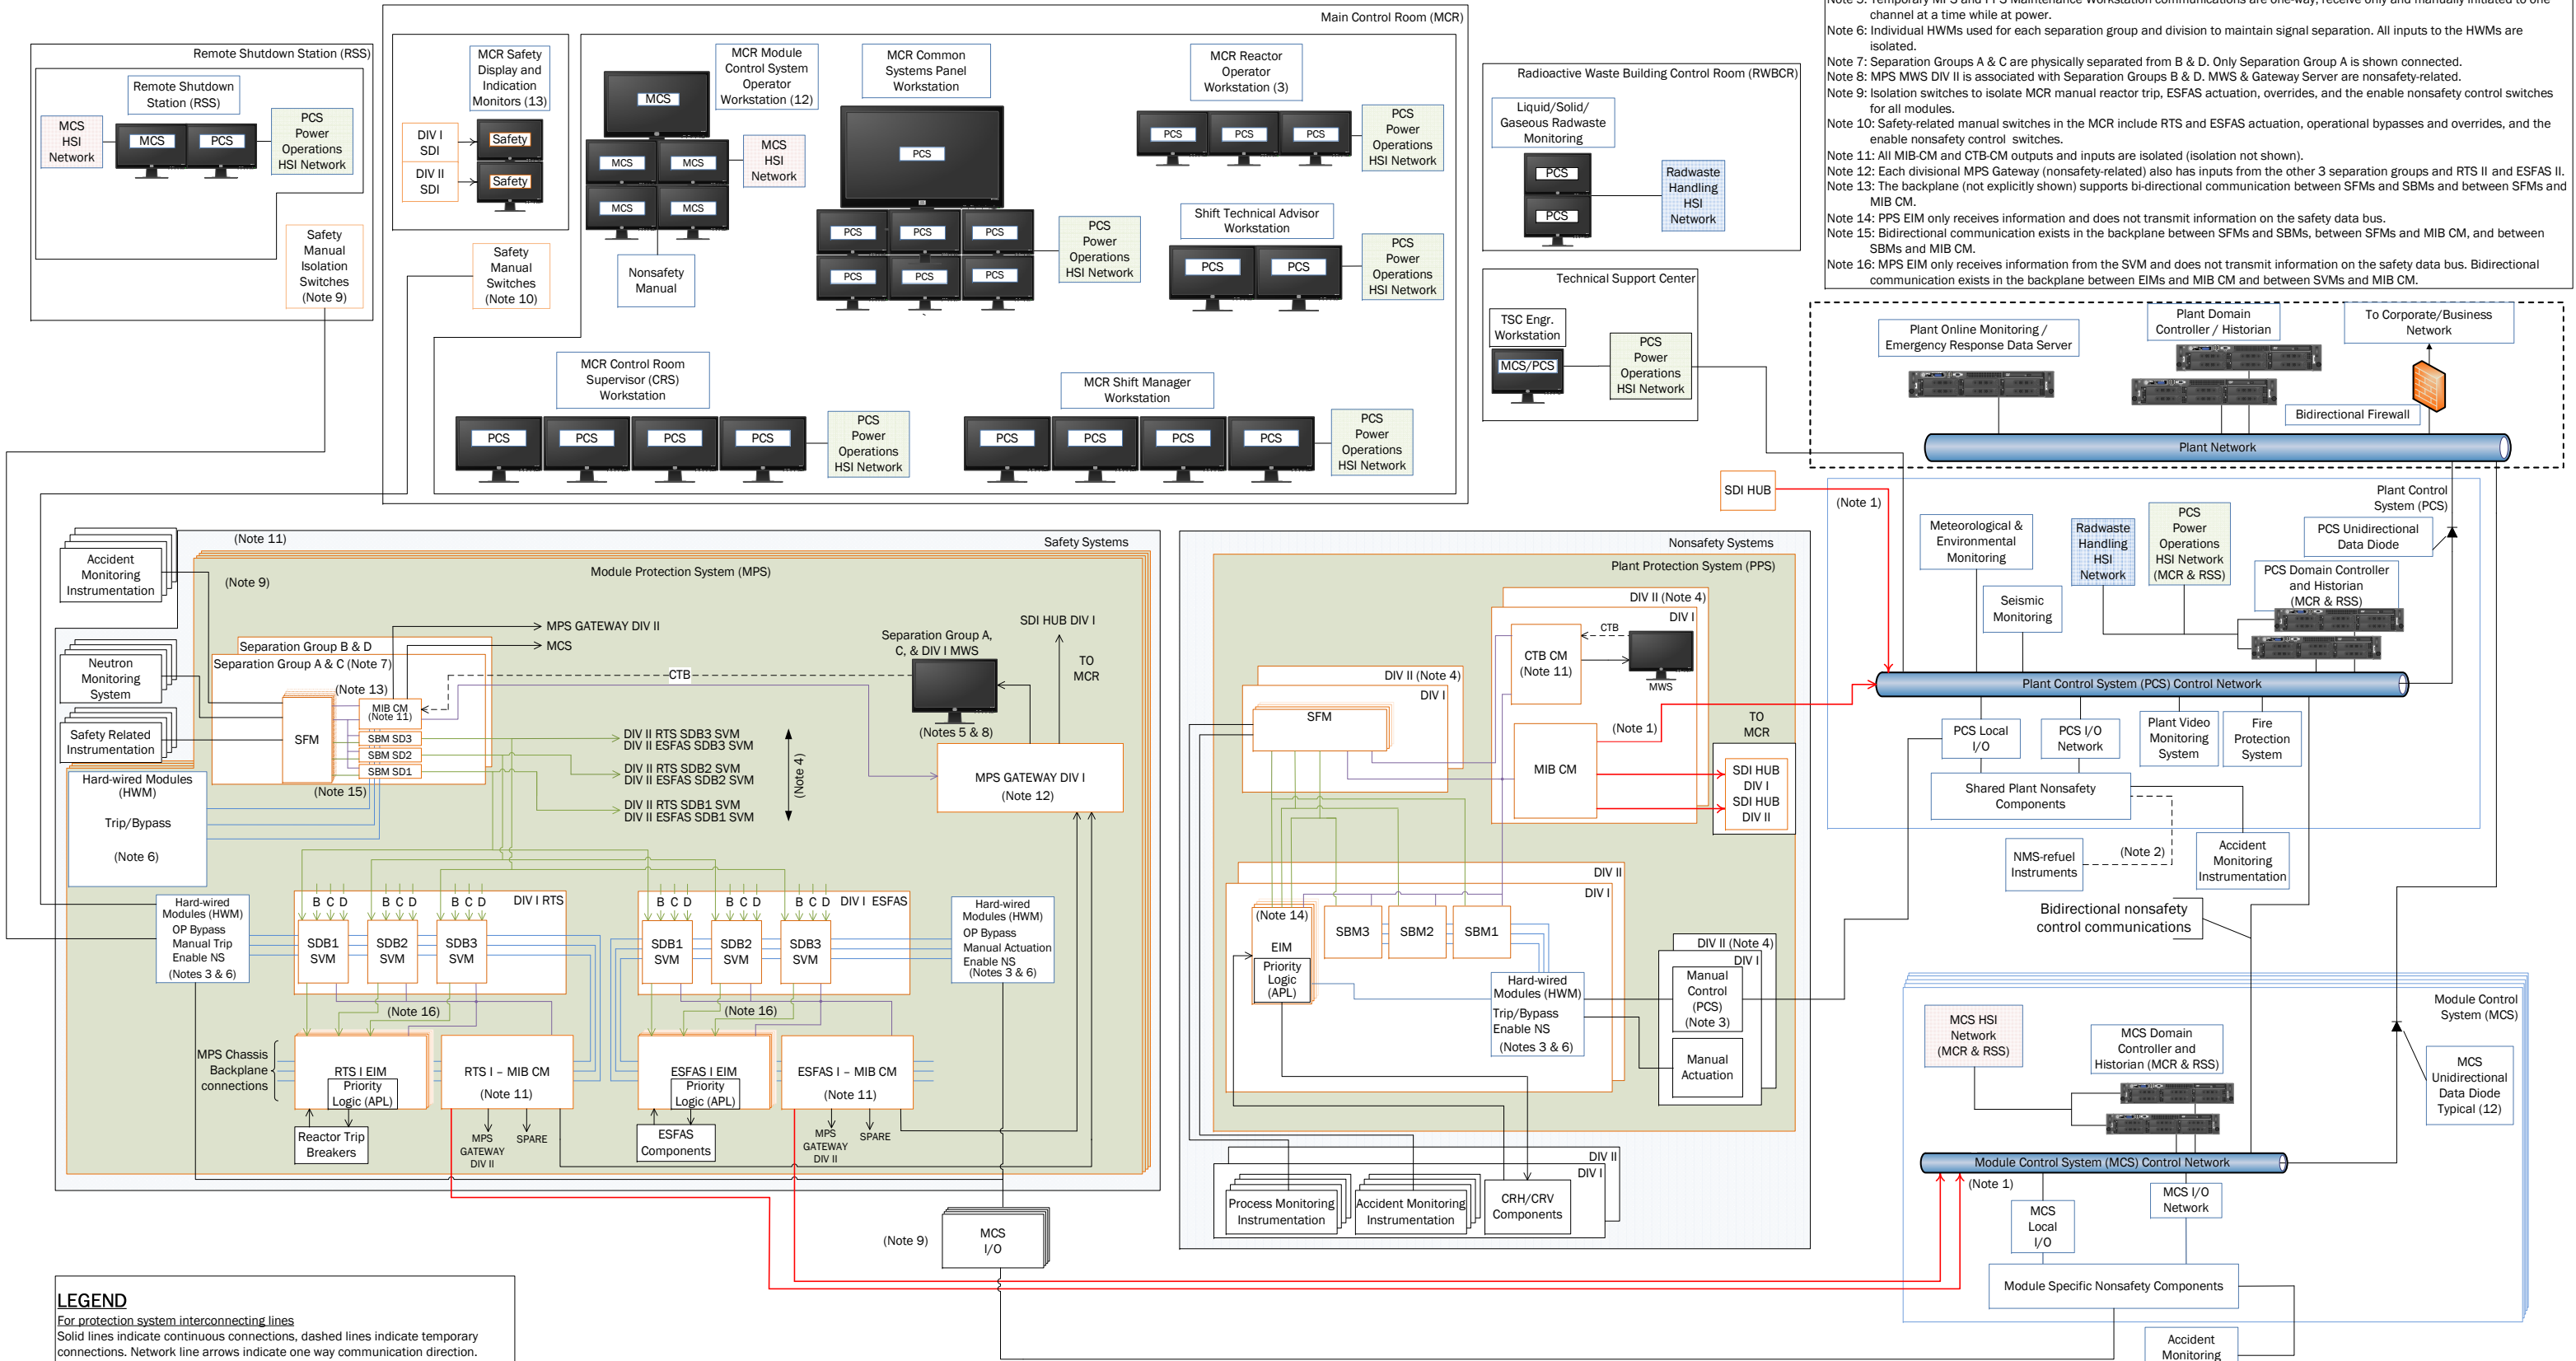 Main Control Room (MCR)
Remote Shutdown Station (RSS)
Remote Shutdown
Station (RSS)
MCS
HSI
Network
MCS
PCS
PCS
Power
Operations
HSI Network
Safety
Manual
Isolation
Switches
(Note 9)
MCR Safety
Display and
Indication
Monitors (13)
DIV I
SDI
DIV II
SDI
Safety
Safety
Safety
Manual
Switches
(Note 10)
MCR Module
Control System
Operator
Workstation (12)
MCS
MCS
MCS
MCS
MCS
MCS
HSI
Network
Nonsafety
Manual
MCR Common
Systems Panel
Workstation
PCS
PCS
PCS
PCS
PCS
PCS
PCS
PCS
Power
Operations
HSI Network
MCR Reactor
Operator
Workstation (3)
PCS
PCS
PCS
PCS
Power
Operations
HSI Network
Shift Technical Advisor
Workstation
PCS
PCS
PCS
Power
Operations
HSI Network
MCR Control Room
Supervisor (CRS)
Workstation
PCS
PCS
PCS
PCS
PCS
Power
Operations
HSI Network
MCR Shift Manager
Workstation
PCS
PCS
PCS
PCS
PCS
Power
Operations
HSI Network
Radioactive Waste Building Control Room (RWBCR)
Liquid/Solid/
Gaseous Radwaste
Monitoring
PCS
PCS
Radwaste
Handling
HSI
Network
Technical Support Center
TSC Engr.
Workstation
MCS/PCS
PCS
Power
Operations
HSI Network
Note 5: Temporary MPS and PPS Maintenance Workstation communications are one-way, receive only and manually initiated to one
channel at a time while at power.
Note 6: Individual HWMs used for each separation group and division to maintain signal separation. All inputs to the HWMs are
isolated.
Note 7: Separation Groups A & C are physically separated from B & D. Only Separation Group A is shown connected.
Note 8: MPS MWS DIV II is associated with Separation Groups B & D. MWS & Gateway Server are nonsafety-related.
Note 9: Isolation switches to isolate MCR manual reactor trip, ESFAS actuation, overrides, and the enable nonsafety control switches
for all modules.
Note 10: Safety-related manual switches in the MCR include RTS and ESFAS actuation, operational bypasses and overrides, and the
enable nonsafety control switches.
Note 11: All MIB-CM and CTB-CM outputs and inputs are isolated (isolation not shown).
Note 12: Each divisional MPS Gateway (nonsafety-related) also has inputs from the other 3 separation groups and RTS II and ESFAS II.
Note 13: The backplane (not explicitly shown) supports bi-directional communication between SFMs and SBMs and between SFMs and
MIB CM.
Note 14: PPS EIM only receives information and does not transmit information on the safety data bus.
Note 15: Bidirectional communication exists in the backplane between SFMs and SBMs, between SFMs and MIB CM, and between
SBMs and MIB CM.
Note 16: MPS EIM only receives information from the SVM and does not transmit information on the safety data bus. Bidirectional
communication exists in the backplane between EIMs and MIB CM and between SVMs and MIB CM.
Plant Online Monitoring /
Emergency Response Data Server
Plant Domain
Controller / Historian
To Corporate/Business
Network
Bidirectional Firewall
Plant Network
SDI HUB
(Note 1)
Plant Control
System (PCS)
Meteorological &
Environmental
Monitoring
Seismic
Monitoring
Radwaste
Handling
HSI
Network
PCS
Power
Operations
HSI Network
(MCR & RSS)
PCS Unidirectional
Data Diode
PCS Domain Controller
and Historian
(MCR & RSS)
Plant Control System (PCS) Control Network
PCS Local
I/O
PCS I/O
Network
Plant Video
Monitoring
System
Fire
Protection
System
Shared Plant Nonsafety
Components
NMS-refuel
Instruments
(Note 2)
Accident
Monitoring
Instrumentation
Bidirectional nonsafety
control communications
Module Control
System (MCS)
MCS HSI
Network
(MCR & RSS)
MCS Domain
Controller and
Historian (MCR & RSS)
MCS
Unidirectional
Data Diode
Typical (12)
Module Control System (MCS) Control Network
(Note 1)
MCS
Local
I/O
MCS I/O
Network
Module Specific Nonsafety Components
Accident
Monitoring
Safety Systems
(Note 11)
Module Protection System (MPS)
Accident
Monitoring
Instrumentation
(Note 9)
Neutron
Monitoring
System
Safety Related
Instrumentation
Separation Group B & D
Separation Group A & C (Note 7)
(Note 13)
SFM
MIB CM
(Note 11)
SBM SD3
SBM SD2
SBM SD1
(Note 15)
MPS GATEWAY DIV II
MCS
CTB
Separation Group A,
C, & DIV I MWS
(Notes 5 & 8)
SDI HUB DIV I
TO
MCR
MPS GATEWAY DIV I
(Note 12)
DIV II RTS SDB3 SVM
DIV II ESFAS SDB3 SVM
DIV II RTS SDB2 SVM
DIV II ESFAS SDB2 SVM
DIV II RTS SDB1 SVM
DIV II ESFAS SDB1 SVM
(Note 4)
Hard-wired Modules
(HWM)
Trip/Bypass
(Note 6)
Hard-wired
Modules (HWM)
OP Bypass
Manual Trip
Enable NS
(Notes 3 & 6)
B C D
B C D
B C D
DIV I RTS
SDB1
SVM
SDB2
SVM
SDB3
SVM
(Note 16)
B C D
B C D
B C D
DIV I ESFAS
SDB1
SVM
SDB2
SVM
SDB3
SVM
(Note 16)
Hard-wired
Modules (HWM)
OP Bypass
Manual Actuation
Enable NS
(Notes 3 & 6)
MPS Chassis
Backplane
connections
RTS I EIM
Priority
Logic (APL)
RTS I – MIB CM
(Note 11)
ESFAS I EIM
Priority
Logic (APL)
ESFAS I – MIB CM
(Note 11)
Reactor Trip
Breakers
MPS
GATEWAY
DIV II
SPARE
ESFAS
Components
MPS
GATEWAY
DIV II
SPARE
(Note 9)
MCS
I/O
Nonsafety Systems
Plant Protection System (PPS)
DIV II (Note 4)
DIV I
CTB CM
(Note 11)
CTB
MWS
DIV II (Note 4)
DIV I
SFM
MIB CM
(Note 1)
TO
MCR
SDI HUB
DIV I
SDI HUB
DIV II
DIV II
DIV I
(Note 14)
EIM
Priority
Logic
(APL)
SBM3
SBM2
SBM1
Hard-wired
Modules (HWM)
Trip/Bypass
Enable NS
(Notes 3 & 6)
DIV II (Note 4)
DIV I
Manual
Control
(PCS)
(Note 3)
Manual
Actuation
DIV II
DIV I
Process Monitoring
Instrumentation
Accident Monitoring
Instrumentation
CRH/CRV
Components
LEGEND
For protection system interconnecting lines
Solid lines indicate continuous connections, dashed lines indicate temporary
connections. Network line arrows indicate one way communication direction.